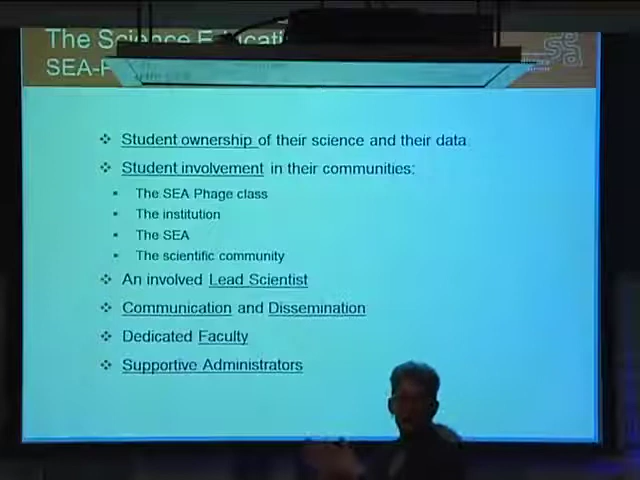 The Science
SEA-
❖ Student ownership of their science and their data
❖ Student involvement in their communities:
▪ The SEA Phage class
▪ The institution
▪ The SEA
▪ The scientific community
❖ An involved Lead Scientist
❖ Communication and Dissemination
❖ Dedicated Faculty
❖ Supportive Administrators